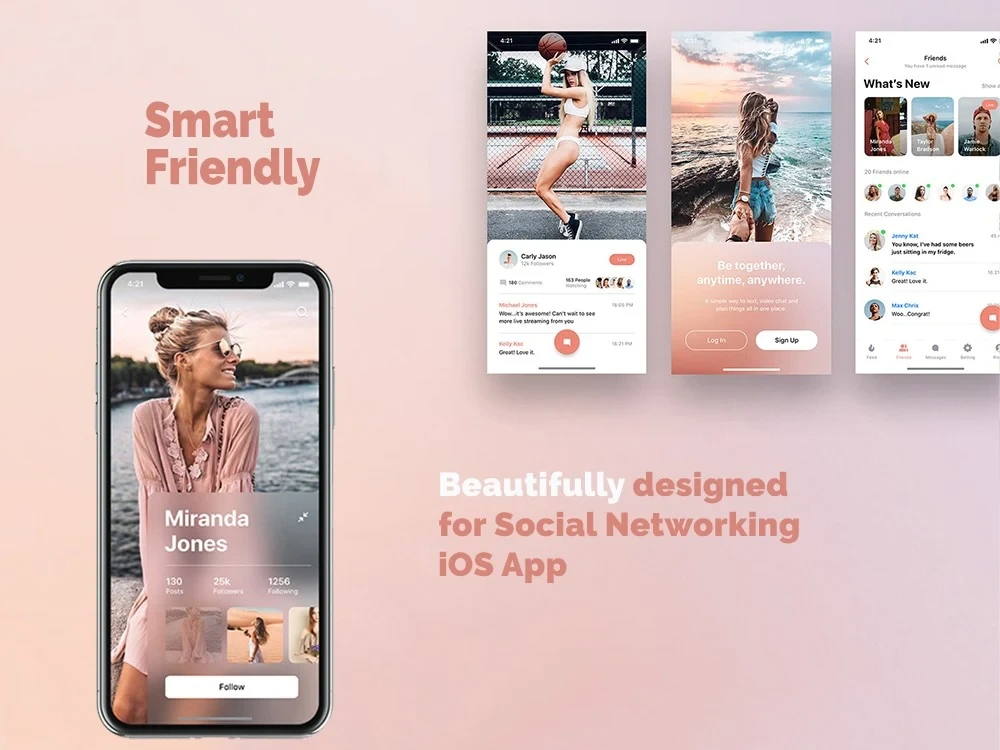 Smart
Friendly
4:21
Miranda
Jones
130
25k
1256
Posts
Followers
Following
Follow
4:21
Carly Jason
12k Followers
Live
180 Comments
163 People
Watching
Michael Jones
18:05 PM
Wow...it's awesome! Can't wait to see
more live streaming from you
Kelly Kac
18:21 PM
Great! Love it.
4:21
Be together,
anytime, anywhere.
A simple way to text, video chat and
plan things all in one place
Log In
Sign Up
4:21
Friends
You have 1 unread message
What's New
Show a
Miranda
Jones
Taylor
Bradson
Live
Jamie
Warlock
20 Friends online
Recent Conversations
Jenny Kat
You know, I've had some beers
just sitting in my fridge.
Kelly Kac
18:21
Great! Love it.
Max Chris
Woo...Congrat!
Feed
Friends
Messages
Setting
Beautifully designed
for Social Networking
iOS App